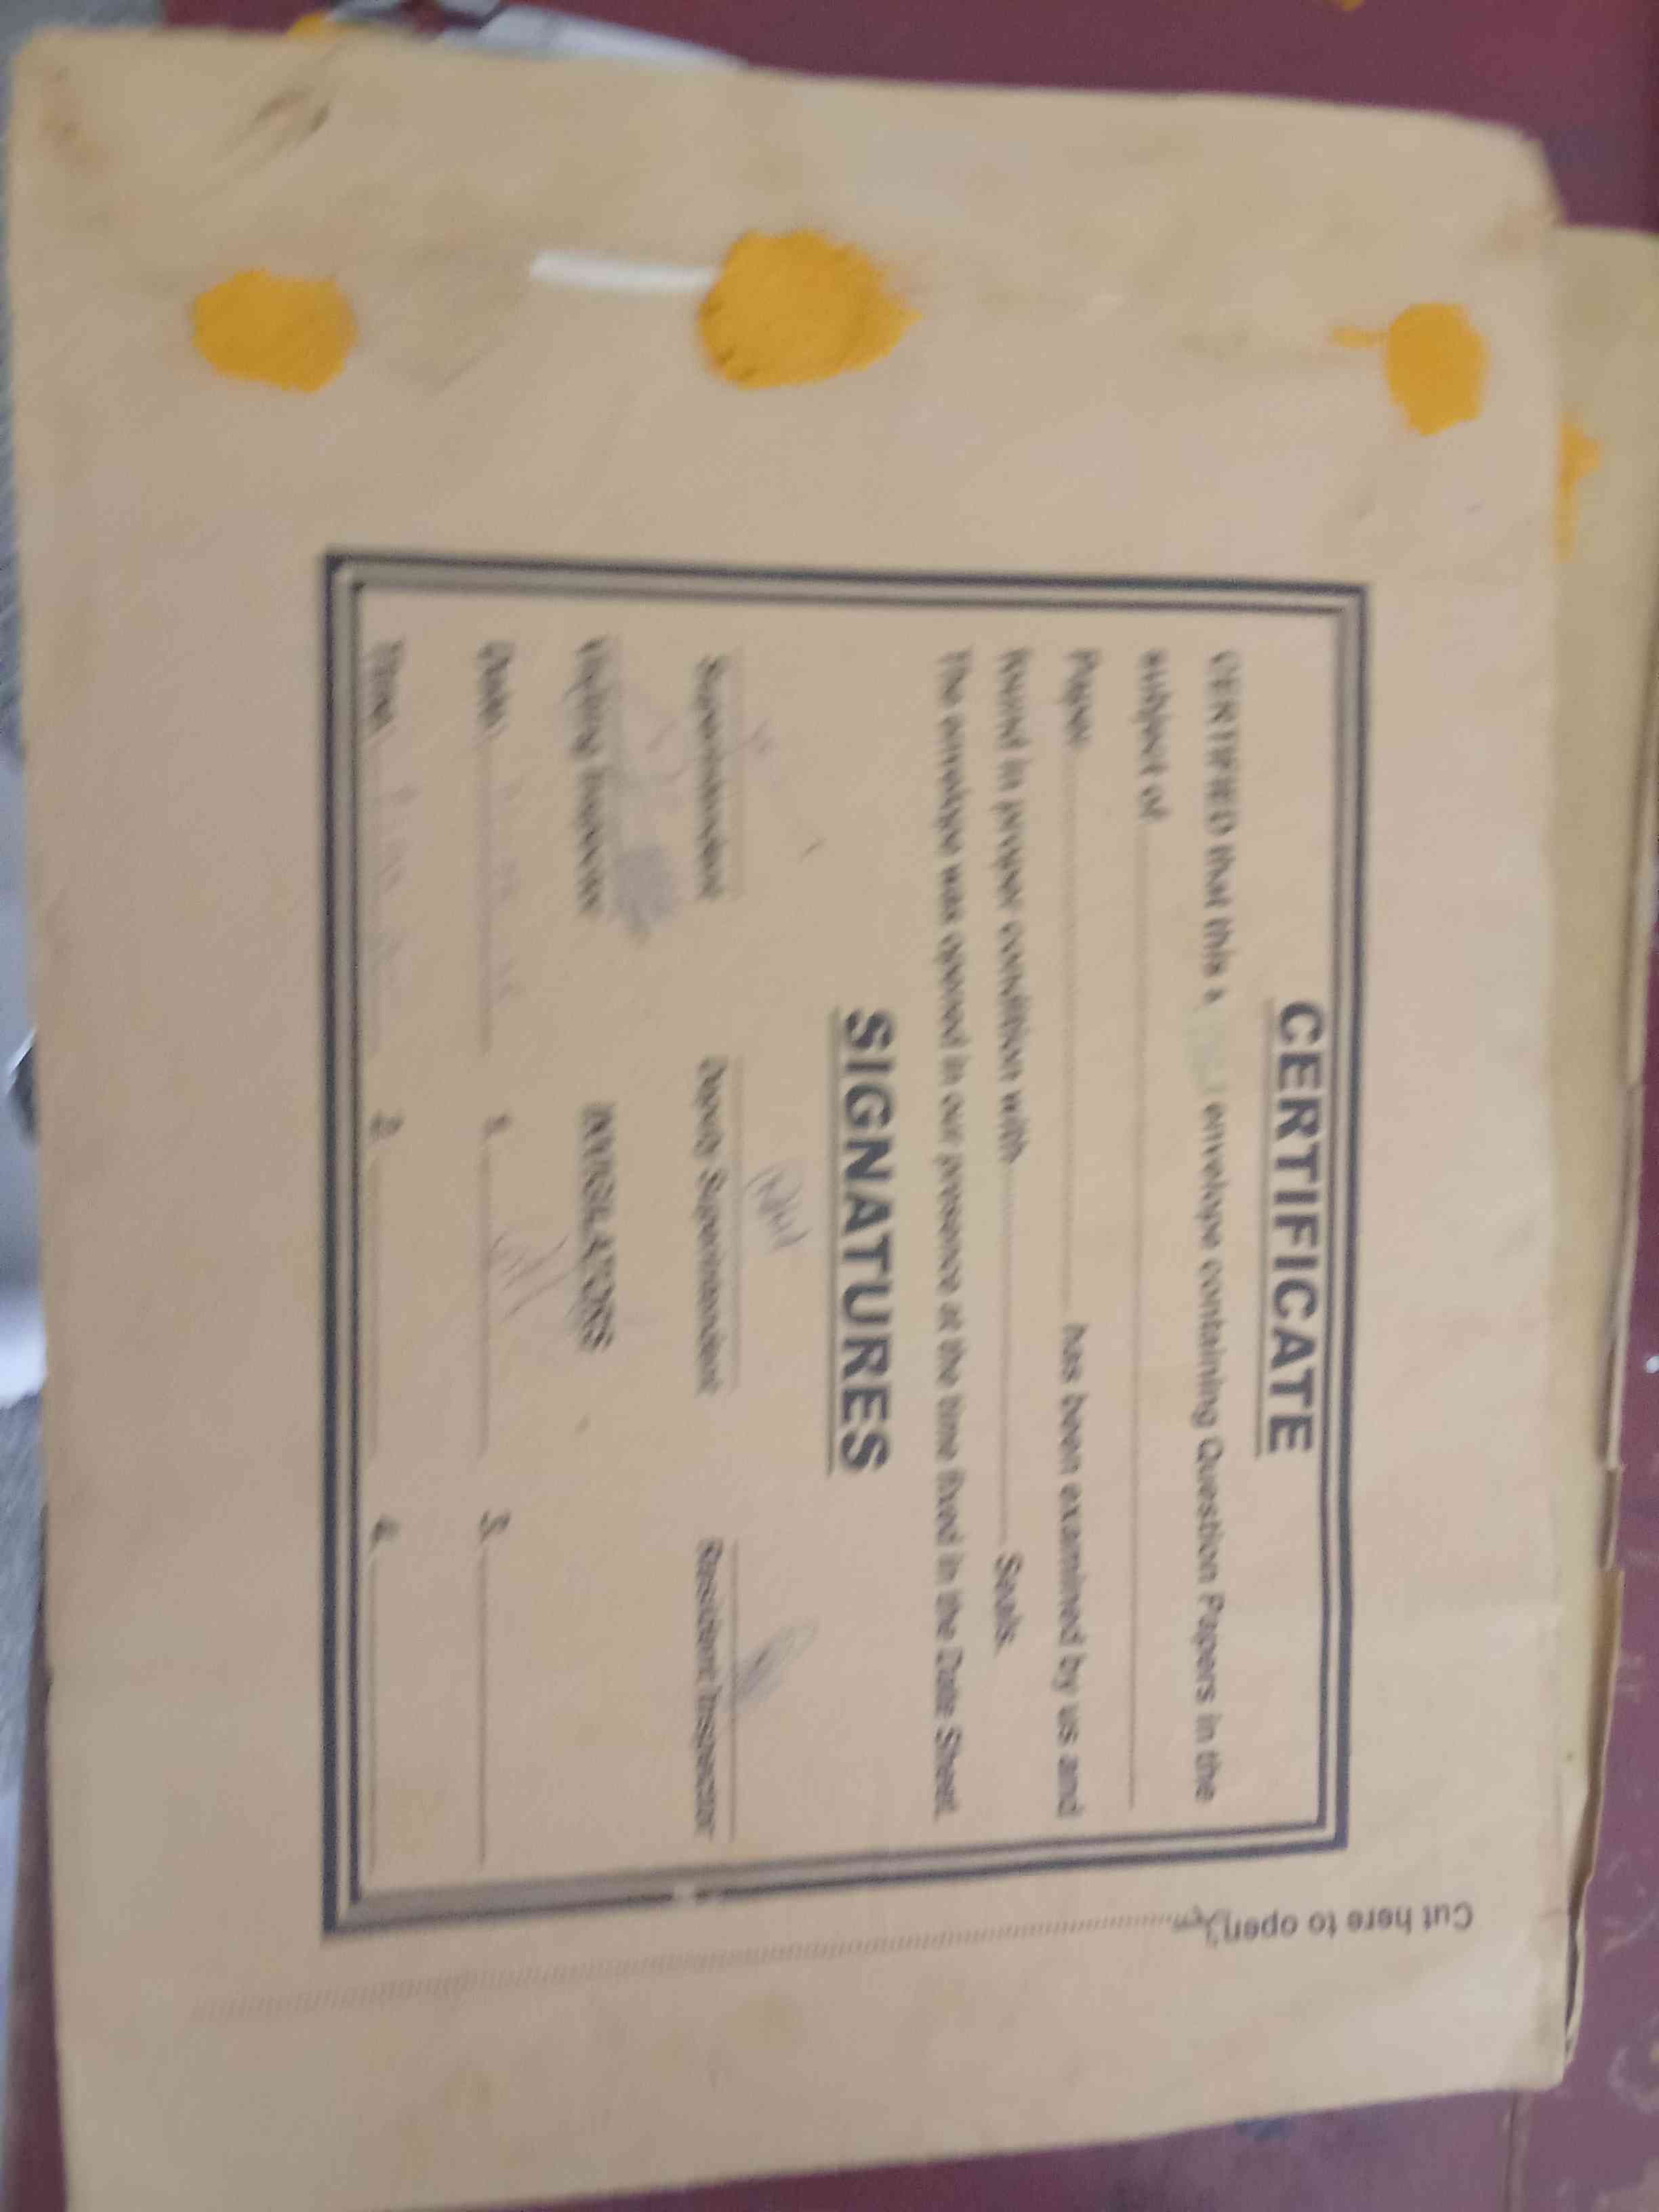 CERTIFICATE
CERTIFIED that this a envelope containing Question Papers in the
subject of
Paper has been examined by us and
found in proper condition with Seals.
The envelope was opened in our presence at the time fixed in the Date Sheet.
SIGNATURES
Superintendent Deputy Superintendent Resident Inspector
Visiting Inspector INVIGILATORS
Date 1. 3.
Time 2. 4.
Cut here to open